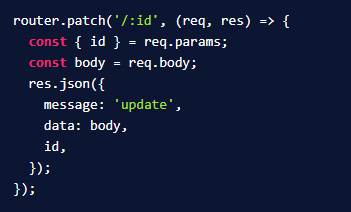 router.patch('/:id', (req, res) => {
  const { id } = req.params;
  const body = req.body;
  res.json({
    message: 'update',
    data: body,
    id,
  });
});